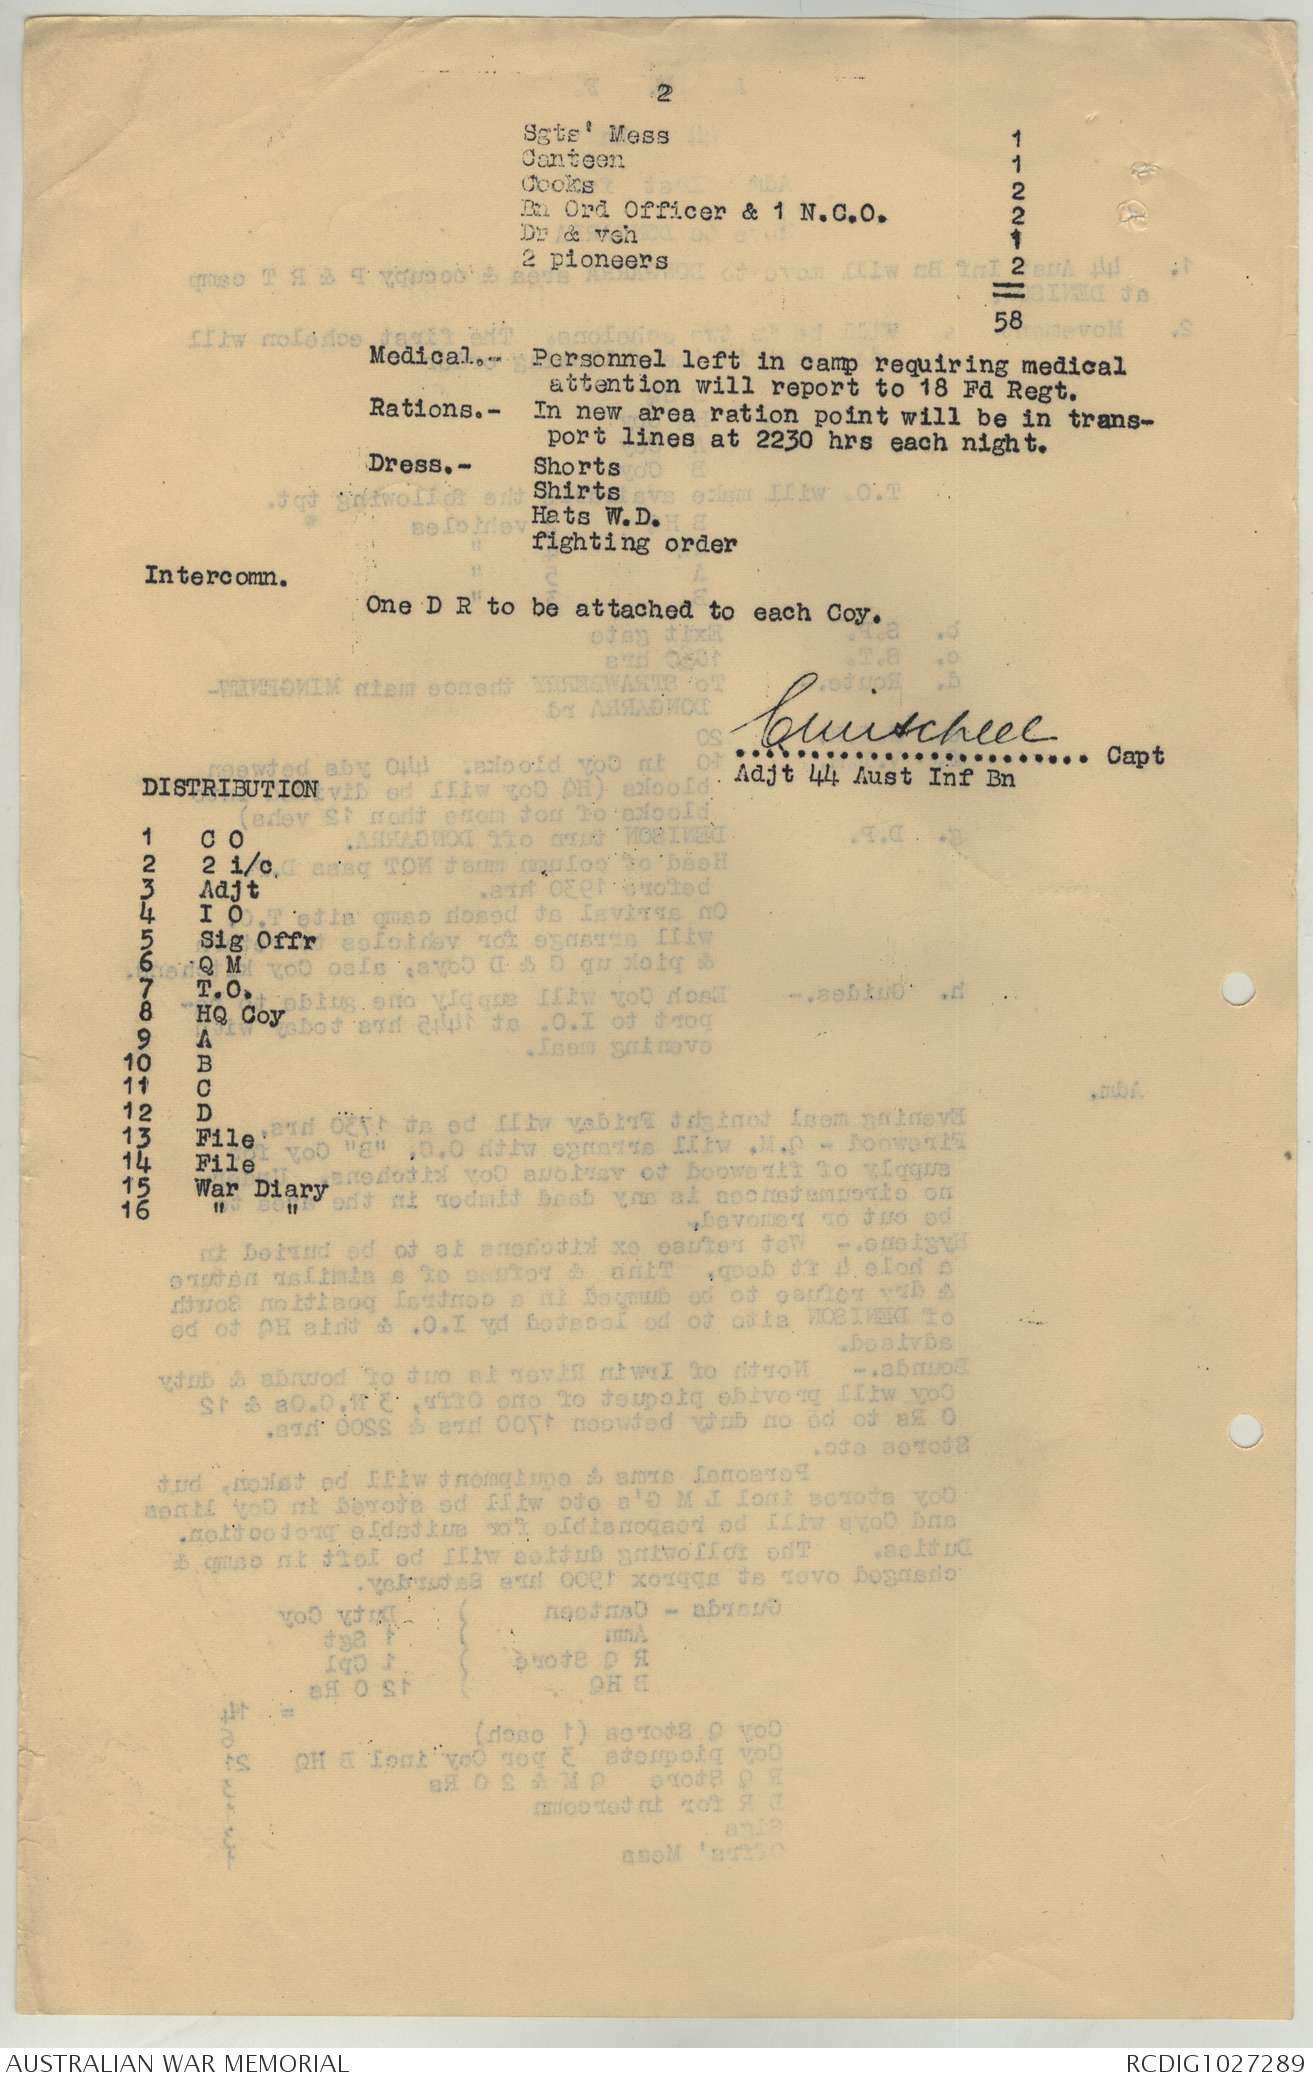 2
Sgts' Mess 1
Canteen 1
Cooks 2
Bn Ord Officer & 1 N.C.O. 2
Dr & veh 1
2 pioneers 2
58
Medical.- Personnel left in camp requiring medical
attention will report to 18 Fd Regt.
Rations.- In new area ration point will be in trans-
port lines at 2230 hrs each night.
Dress.- Shorts
Shirts
Hats W.D.
fighting order
Intercomn.
One D R to be attached to each Coy.
........................ Capt
Adjt 44 Aust Inf Bn
DISTRIBUTION
1 C O
2 2 i/c
3 Adjt
4 I O
5 Sig Offr
6 Q M
7 T.O.
8 HQ Coy
9 A
10 B
11 C
12 D
13 File
14 File
15 War Diary
16 " "
AUSTRALIAN WAR MEMORIAL RCDIG1027289